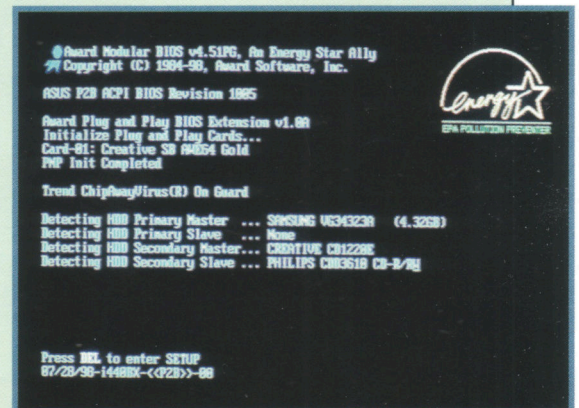 Award Modular BIOS v4.51PG, An Energy Star Ally
Copyright (C) 1984-98, Award Software, Inc.
Energy
EPA POLLUTION PREVENTER
ASUS P2B ACPI BIOS Revision 1005
Award Plug and Play BIOS Extension v1.0A
Initialize Plug and Play Cards...
Card-01: Creative SB AWE64 Gold
PNP Init Completed
Trend ChipAwayVirus(R) On Guard
Detecting HDD Primary Master ... SAMSUNG VG34323A (4.32GB)
Detecting HDD Primary Slave ... None
Detecting HDD Secondary Master... CREATIVE CD1220E
Detecting HDD Secondary Slave ... PHILIPS CDD3610 CD-R/RW
Press DEL to enter SETUP
07/28/98-i440BX-<<P2B>>-00